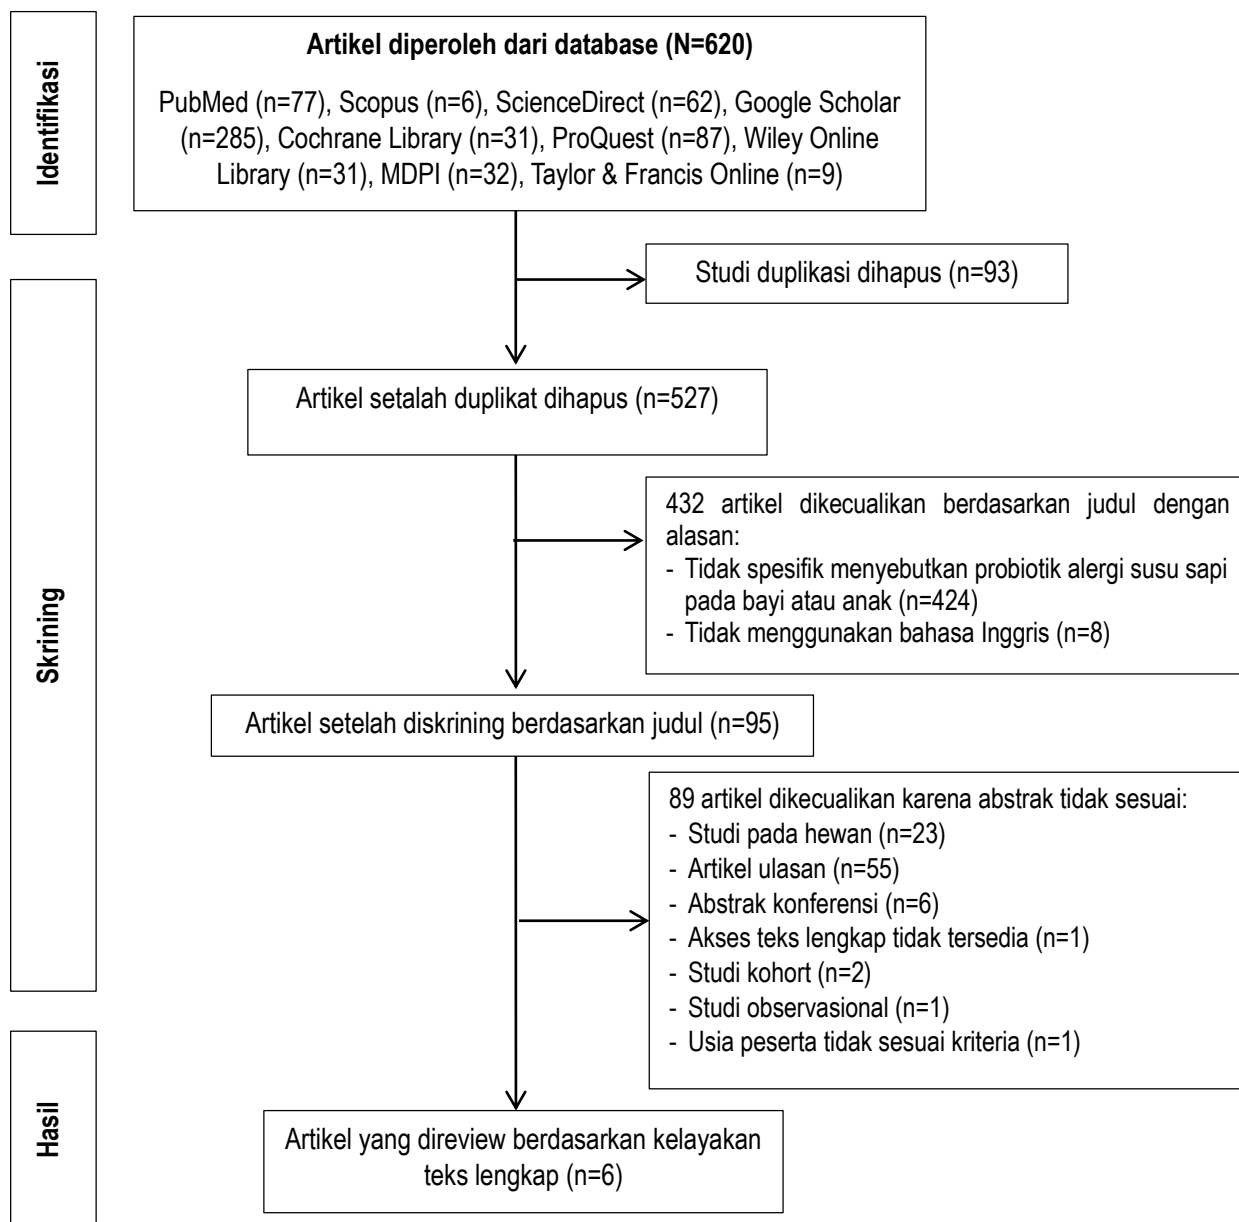 Identifikasi
Artikel diperoleh dari database (N=620)
PubMed (n=77), Scopus (n=6), ScienceDirect (n=62), Google Scholar
(n=285), Cochrane Library (n=31), ProQuest (n=87), Wiley Online
Library (n=31), MDPI (n=32), Taylor & Francis Online (n=9)
Studi duplikasi dihapus (n=93)
Skrining
Artikel setalah duplikat dihapus (n=527)
432 artikel dikecualikan berdasarkan judul dengan
alasan:
- Tidak spesifik menyebutkan probiotik alergi susu sapi
pada bayi atau anak (n=424)
- Tidak menggunakan bahasa Inggris (n=8)
Artikel setelah diskrining berdasarkan judul (n=95)
89 artikel dikecualikan karena abstrak tidak sesuai:
- Studi pada hewan (n=23)
- Artikel ulasan (n=55)
- Abstrak konferensi (n=6)
- Akses teks lengkap tidak tersedia (n=1)
- Studi kohort (n=2)
- Studi observasional (n=1)
- Usia peserta tidak sesuai kriteria (n=1)
Hasil
Artikel yang direview berdasarkan kelayakan
teks lengkap (n=6)